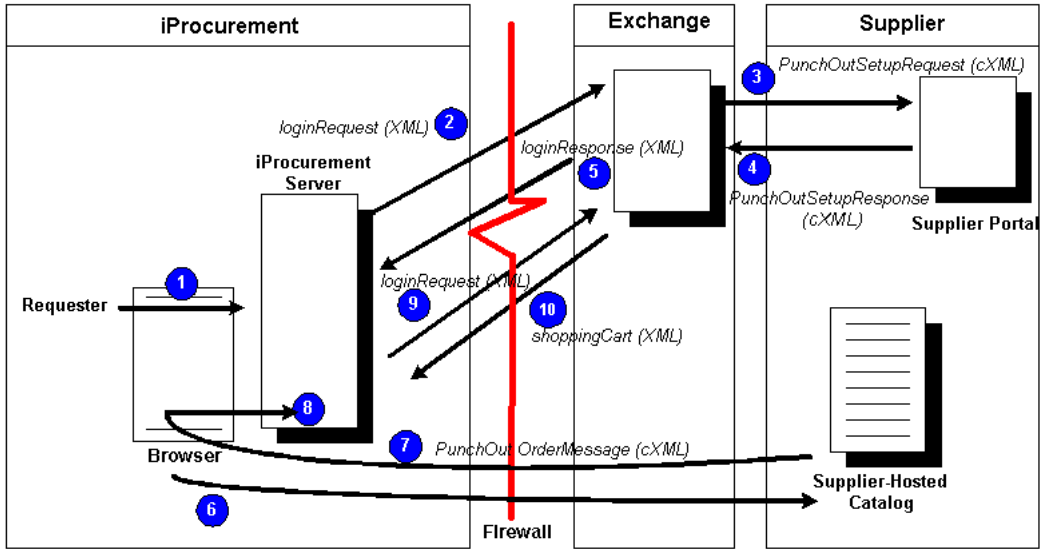 iProcurement
Exchange
Supplier
PunchOutSetupRequest (cXML)
3
2
loginRequest (XML)
loginResponse (XML)
iProcurement
Server
5
4
PunchOutSetupResponse
(cXML)
Supplier Portal
1
loginRequest (XML)
Requester
9
10
shoppingCart (XML)
8
7
PunchOut OrderMessage (cXML)
Browser
Supplier-Hosted
Catalog
6
FIrewall